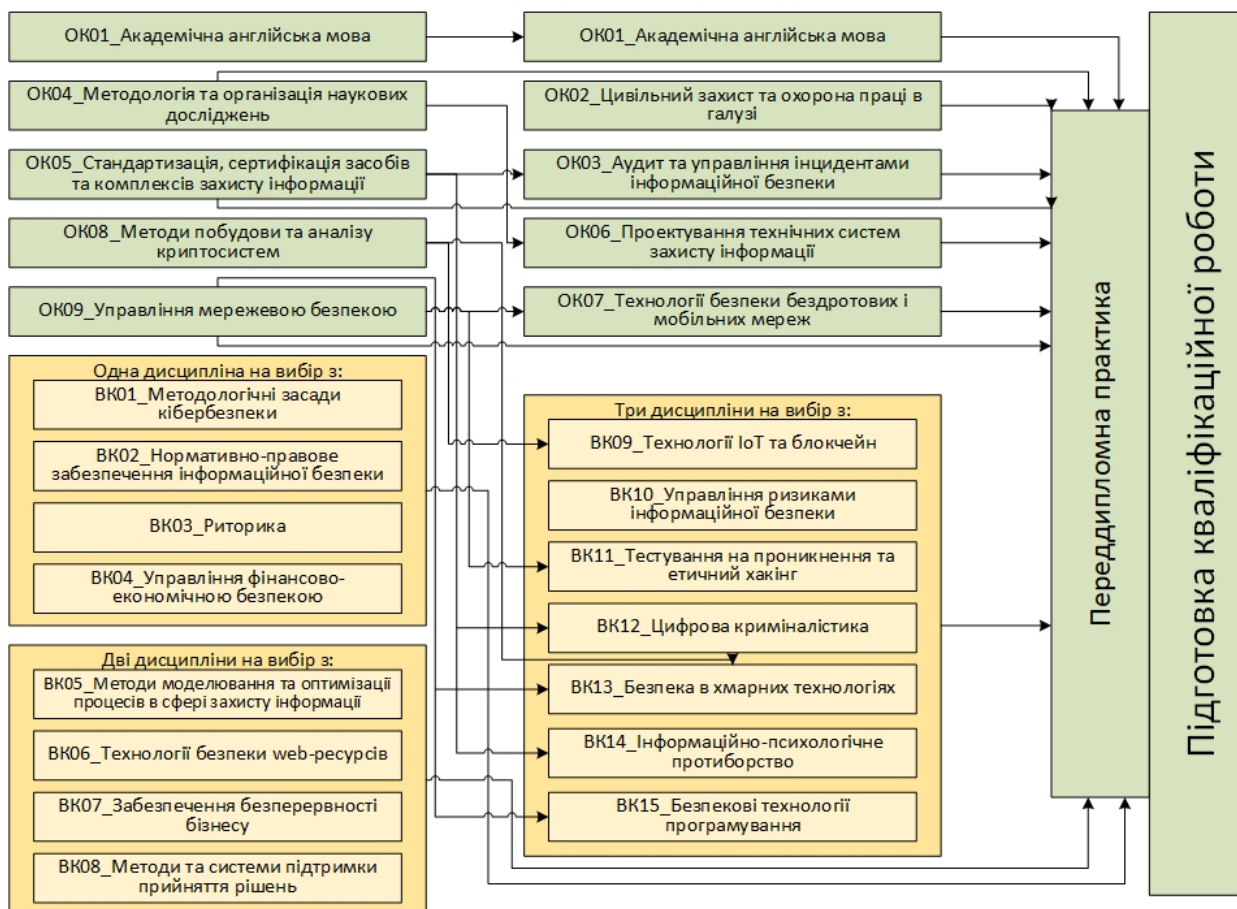 ОК01_Академічна англійська мова
ОК04_Методологія та організація наукових
досліджень
ОК05_Стандартизація, сертифікація засобів
та комплексів захисту інформації
ОК08_Методи побудови та аналізу
криптосистем
ОК09_Управління мережевою безпекою
Одна дисципліна на вибір з:
ВК01_Методологічні засади
кібербезпеки
ВК02_Нормативно-правове
забезпечення інформаційної безпеки
ВК03_Риторика
ВК04_Управління фінансово-
економічною безпекою
Дві дисципліни на вибір з:
ВК05_Методи моделювання та оптимізації
процесів в сфері захисту інформації
ВК06_Технології безпеки web-ресурсів
ВК07_Забезпечення безперервності
бізнесу
ВК08_Методи та системи підтримки
прийняття рішень
ОК01_Академічна англійська мова
ОК02_Цивільний захист та охорона праці в
галузі
ОК03_Аудит та управління інцидентами
інформаційної безпеки
ОК06_Проектування технічних систем
захисту інформації
ОК07_Технології безпеки бездротових і
мобільних мереж
Три дисципліни на вибір з:
ВК09_Технології IoT та блокчейн
ВК10_Управління ризиками
інформаційної безпеки
ВК11_Тестування на проникнення та
етичний хакінг
ВК12_Цифрова криміналістика
ВК13_Безпека в хмарних технологіях
ВК14_Інформаційно-психологічне
протиборство
ВК15_Безпекові технології
програмування
Переддипломна практика
Підготовка кваліфікаційної роботи